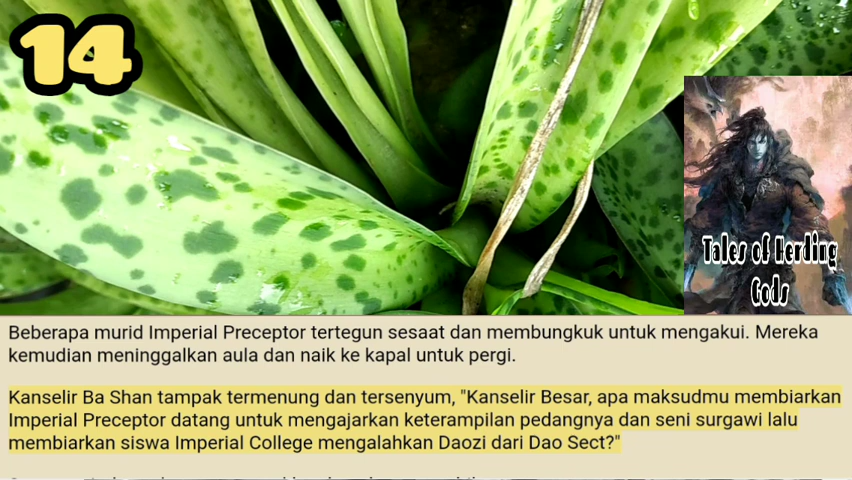 14
Tales of Herding
Gods
Beberapa murid Imperial Preceptor tertegun sesaat dan membungkuk untuk mengakui. Mereka
kemudian meninggalkan aula dan naik ke kapal untuk pergi.
Kanselir Ba Shan tampak termenung dan tersenyum, "Kanselir Besar, apa maksudmu membiarkan
Imperial Preceptor datang untuk mengajarkan keterampilan pedangnya dan seni surgawi lalu
membiarkan siswa Imperial College mengalahkan Daozi dari Dao Sect?"